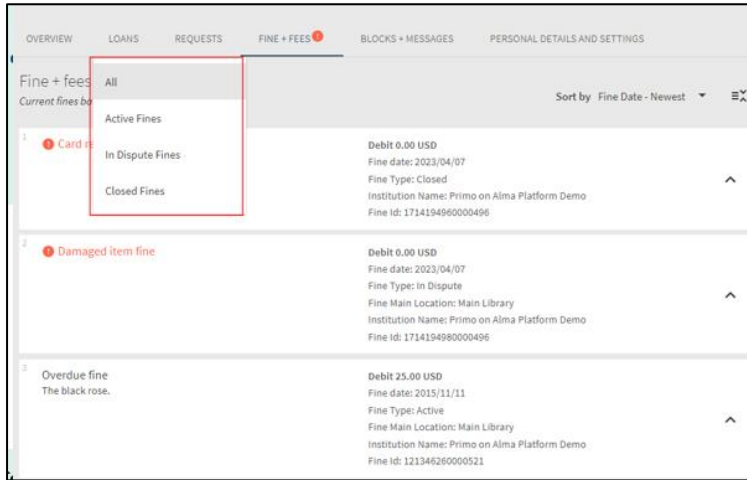 OVERVIEW LOANS REQUESTS FINE + FEES BLOCKS + MESSAGES PERSONAL DETAILS AND SETTINGS
Fine + fees
All
Current fines
Sort by Fine Date - Newest
Active Fines
In Dispute Fines
Closed Fines
1
Card
Debit 0.00 USD
Fine date: 2023/04/07
Fine Type: Closed
Institution Name: Primo on Alma Platform Demo
Fine Id: 1714194960000496
2
Damaged item fine
Debit 0.00 USD
Fine date: 2023/04/07
Fine Type: In Dispute
Fine Main Location: Main Library
Institution Name: Primo on Alma Platform Demo
Fine Id: 1714194980000496
3
Overdue fine
The black rose.
Debit 25.00 USD
Fine date: 2015/11/11
Fine Type: Active
Fine Main Location: Main Library
Institution Name: Primo on Alma Platform Demo
Fine Id: 121346260000521